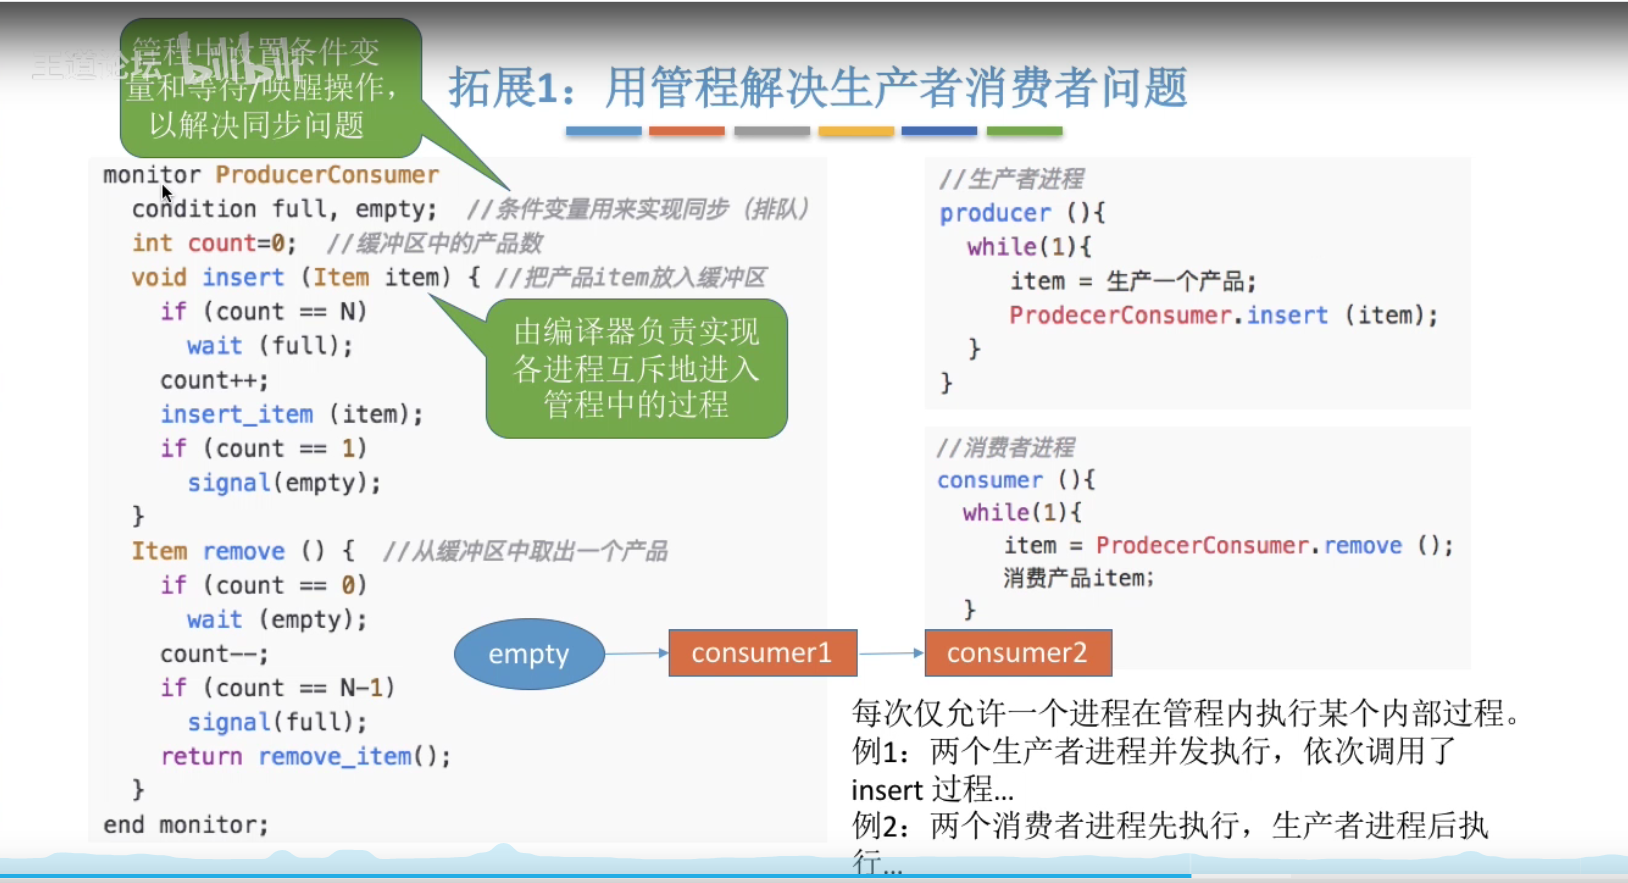 管程中设置条件变
量和等待/唤醒操作，
以解决同步问题
王道论坛
bilibili
拓展1：用管程解决生产者消费者问题
monitor ProducerConsumer
condition full, empty; //条件变量用来实现同步（排队）
int count=0; //缓冲区中的产品数
void insert (Item item) { //把产品item放入缓冲区
if (count == N)
wait (full);
count++;
insert_item (item);
if (count == 1)
signal(empty);
}
Item remove () { //从缓冲区中取出一个产品
if (count == 0)
wait (empty);
count--;
if (count == N-1)
signal(full);
return remove_item();
}
end monitor;
由编译器负责实现
各进程互斥地进入
管程中的过程
//生产者进程
producer (){
while(1){
item = 生产一个产品;
ProdecerConsumer.insert (item);
}
}
//消费者进程
consumer (){
while(1){
item = ProdecerConsumer.remove ();
消费产品item;
}
empty
consumer1
consumer2
每次仅允许一个进程在管程内执行某个内部过程。
例1：两个生产者进程并发执行，依次调用了
insert 过程...
例2：两个消费者进程先执行，生产者进程后执
行...